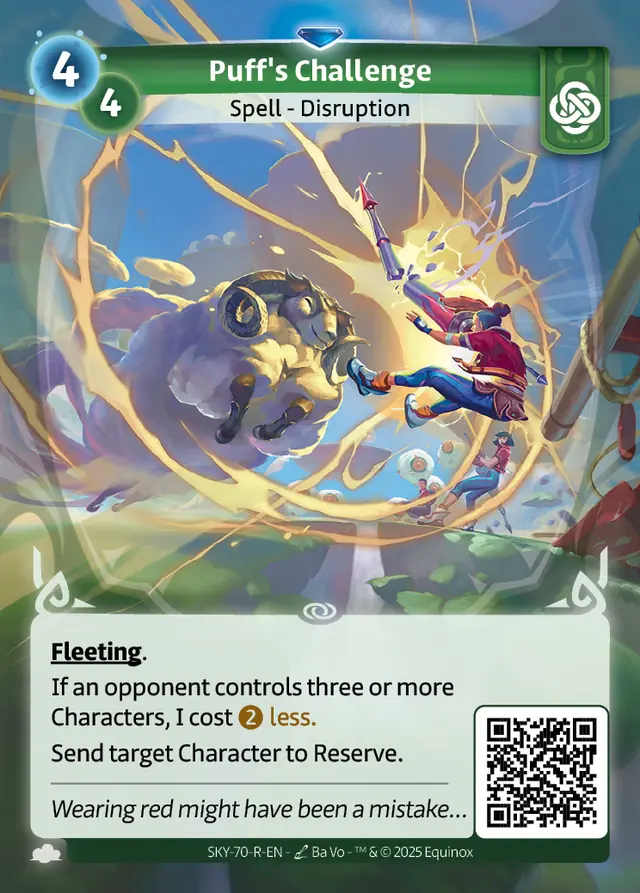 4
4
Puff's Challenge
Spell - Disruption
Fleeting.
If an opponent controls three or more
Characters, I cost 2 less.
Send target Character to Reserve.
Wearing red might have been a mistake...
SKY-70-R-EN - Ba Vo - ™ & © 2025 Equinox